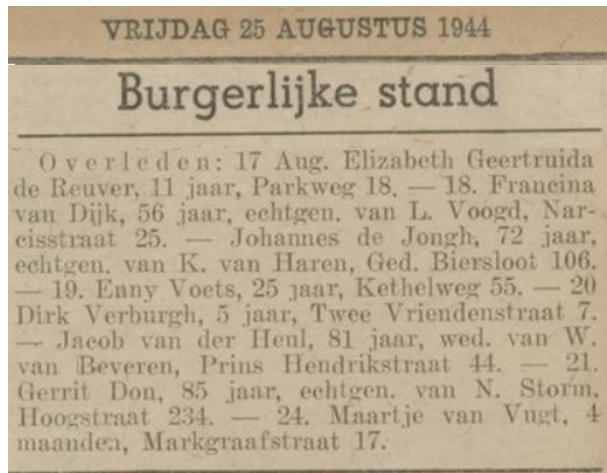 VRIJDAG 25 AUGUSTUS 1944
Burgerlijke stand
Overleden: 17 Aug. Elizabeth Geertruida
de Reuver, 11 jaar, Parkweg 18. — 18. Francina
van Dijk, 56 jaar, echtgen. van L. Voogd, Nar-
cisstraat 25. — Johannes de Jongh, 72 jaar,
echtgen. van K. van Haren, Ged. Biersloot 106.
— 19. Enny Voets, 25 jaar, Kethelweg 55. — 20
Dirk Verburgh, 5 jaar, Twee Vriendenstraat 7.
— Jacob van der Heul, 81 jaar, wed. van W.
van Beveren, Prins Hendrikstraat 44. — 21.
Gerrit Don, 85 jaar, echtgen. van N. Storm,
Hoogstraat 234. — 24. Maartje van Vugt, 4
maanden, Markgraafstraat 17.